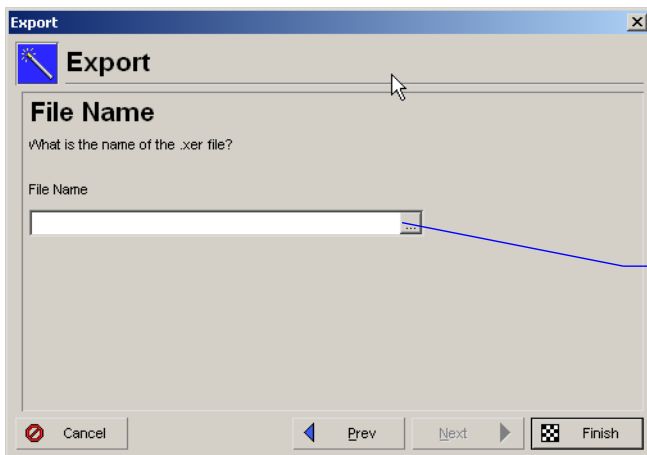 Export
Export
File Name
What is the name of the .xer file?
File Name
...
Cancel
Prev
Next
Finish